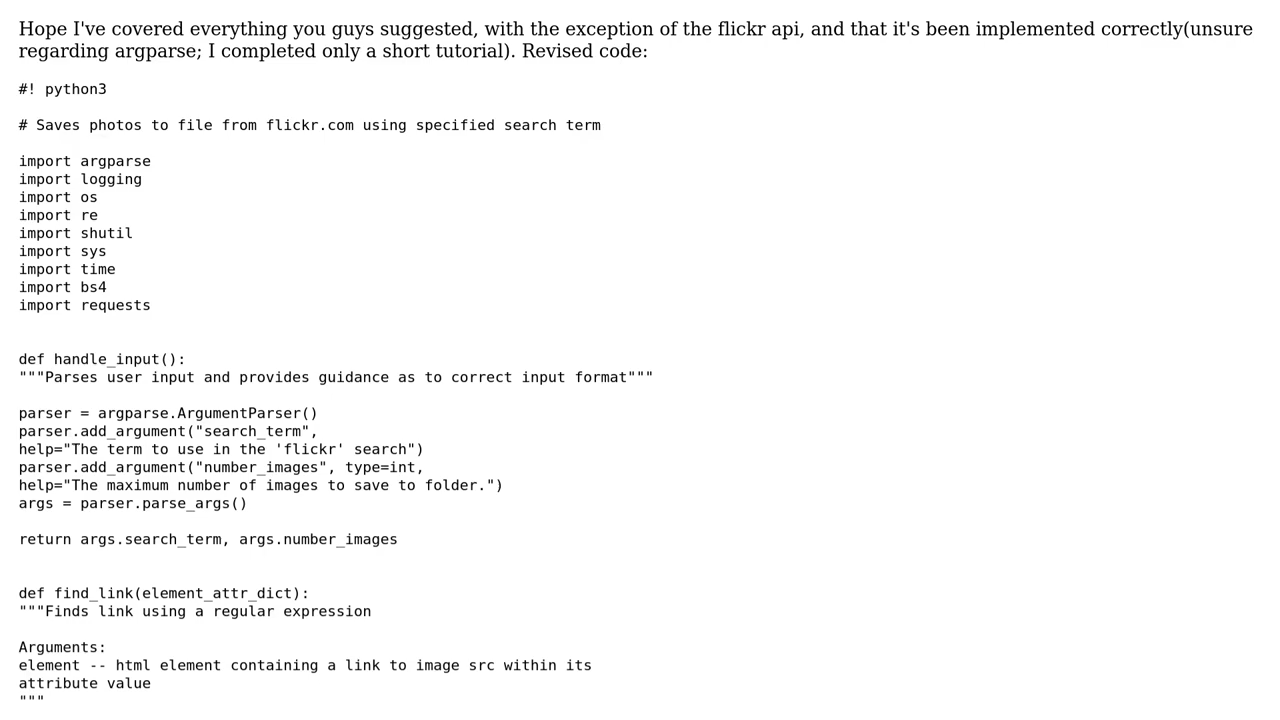 Hope I've covered everything you guys suggested, with the exception of the flickr api, and that it's been implemented correctly(unsure
regarding argparse; I completed only a short tutorial). Revised code:
#! python3
# Saves photos to file from flickr.com using specified search term
import argparse
import logging
import os
import re
import shutil
import sys
import time
import bs4
import requests
def handle_input():
"""Parses user input and provides guidance as to correct input format"""
parser = argparse.ArgumentParser()
parser.add_argument("search_term",
help="The term to use in the 'flickr' search")
parser.add_argument("number_images", type=int,
help="The maximum number of images to save to folder.")
args = parser.parse_args()
return args.search_term, args.number_images
def find_link(element_attr_dict):
"""Finds link using a regular expression
Arguments:
element -- html element containing a link to image src within its
attribute value
"""